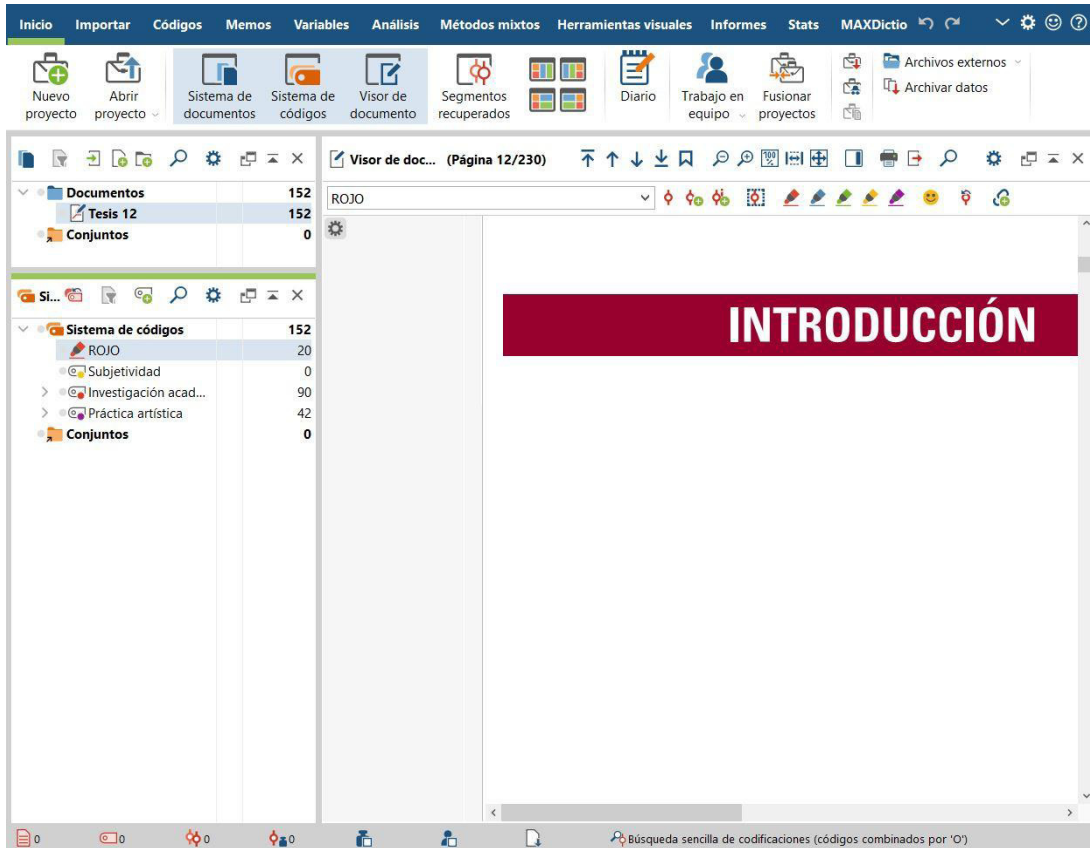 Inicio Importar Códigos Memos Variables Análisis Métodos mixtos Herramientas visuales Informes Stats MAXDictio
Nuevo proyecto
Abrir proyecto
Sistema de documentos
Sistema de códigos
Visor de documento
Segmentos recuperados
Diario
Trabajo en equipo
Fusionar proyectos
Archivos externos
Archivar datos
Documentos 152
Tesis 12 152
Conjuntos 0
Si...
Sistema de códigos 152
ROJO 20
Subjetividad 0
Investigación acad... 90
Práctica artística 42
Conjuntos 0
Visor de doc... (Página 12/230)
100
ROJO
INTRODUCCIÓN
0 0 0 0 Búsqueda sencilla de codificaciones (códigos combinados por 'O')